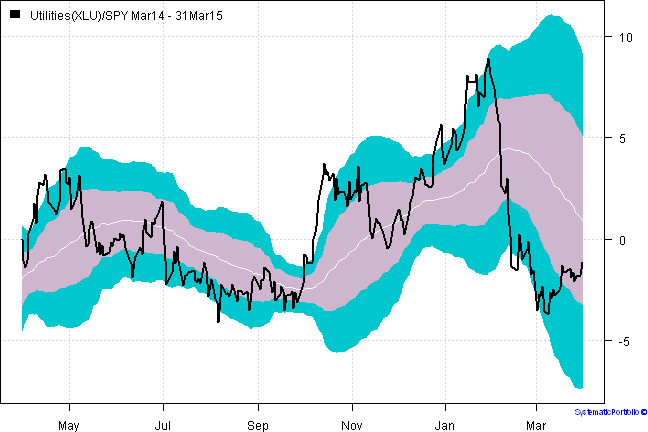 Utilities(XLU)/SPY Mar14 - 31Mar15
10
5
0
-5
May Jul Sep Nov Jan Mar
SystematicPortfolio ©